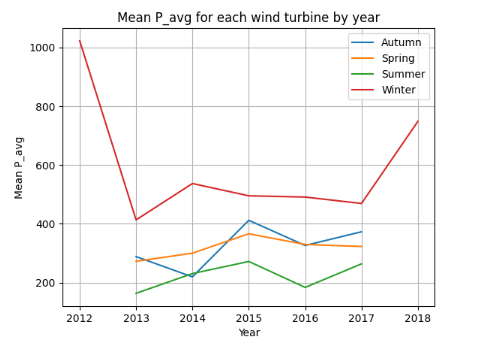 Mean P_avg for each wind turbine by year
Autumn
Spring
Summer
Winter
1000
800
600
400
200
Mean P_avg
2012 2013 2014 2015 2016 2017 2018
Year